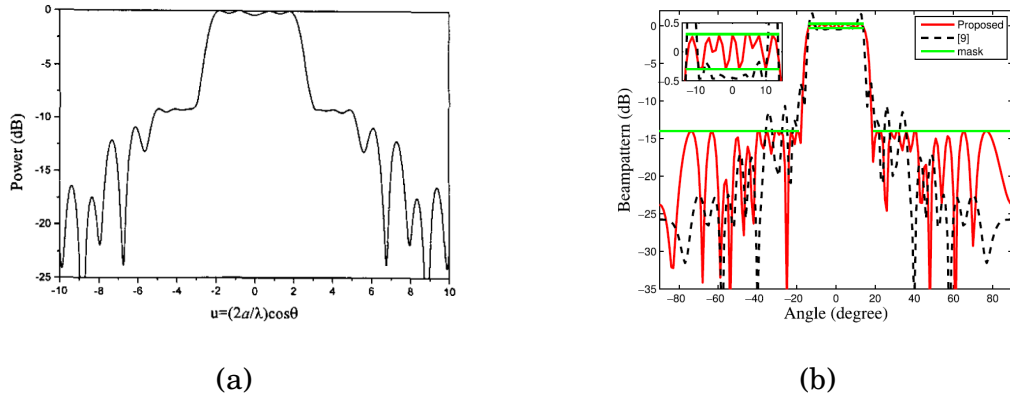 0
-5
-10
-15
-20
-25
Power (dB)
-10 -8 -6 -4 -2 0 2 4 6 8 10
u=(2a/λ)cosθ
(a)
0
−5
−10
−15
−20
−25
−30
−35
Beampattern (dB)
−80 −60 −40 −20 0 20 40 60 80
Angle (degree)
0.5
0
−0.5
−10 0 10
Proposed
[9]
mask
(b)